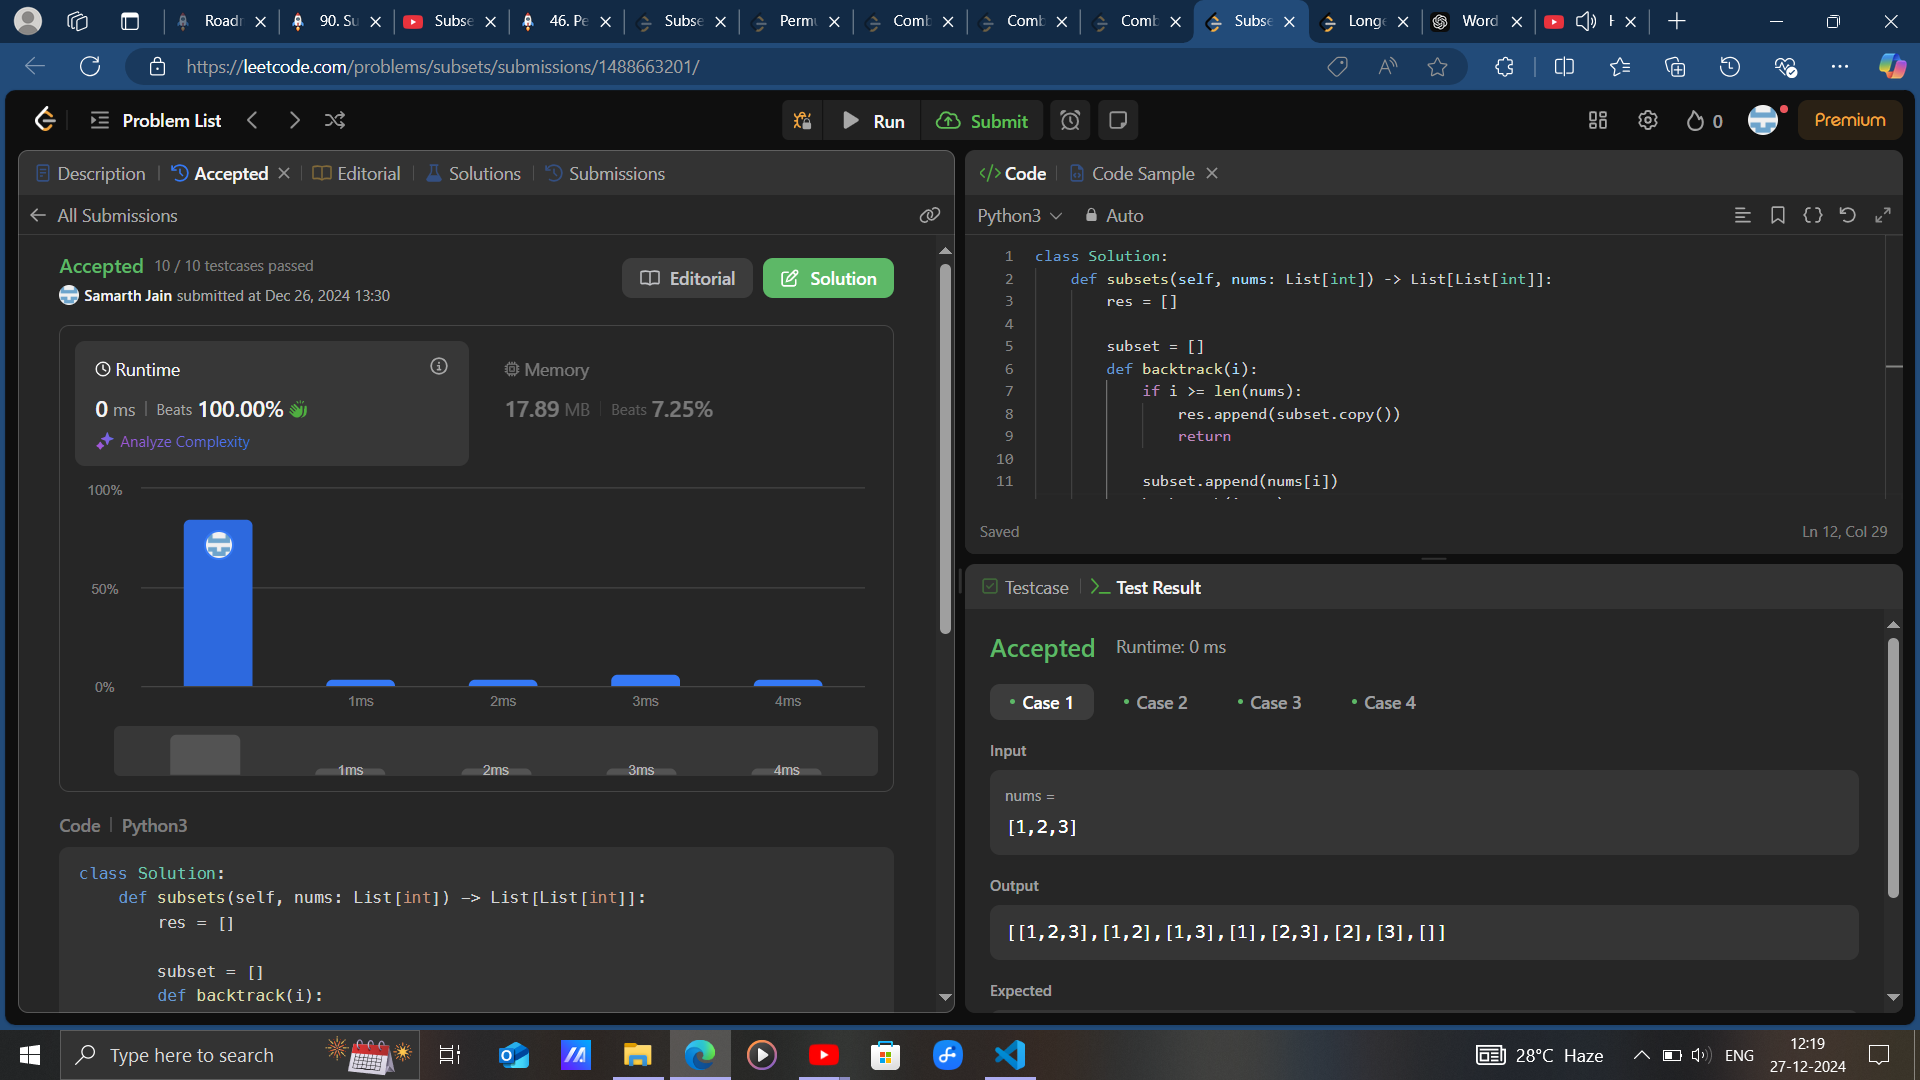 Roadr
90. Su
Subse
46. Pe
Subse
Permu
Comb
Comb
Comb
Subse
Longe
Word
https://leetcode.com/problems/subsets/submissions/1488663201/
Problem List
Run
Submit
0
Premium
Description
Accepted
Editorial
Solutions
Submissions
All Submissions
Accepted 10 / 10 testcases passed
Samarth Jain submitted at Dec 26, 2024 13:30
Editorial
Solution
Runtime
0 ms | Beats 100.00%
Analyze Complexity
Memory
17.89 MB | Beats 7.25%
100%
50%
0%
1ms 2ms 3ms 4ms
1ms 2ms 3ms 4ms
Code | Python3
class Solution:
def subsets(self, nums: List[int]) -> List[List[int]]:
res = []
subset = []
def backtrack(i):
Code
Code Sample
Python3
Auto
1 class Solution:
2 def subsets(self, nums: List[int]) -> List[List[int]]:
3 res = []
4
5 subset = []
6 def backtrack(i):
7 if i >= len(nums):
8 res.append(subset.copy())
9 return
10
11 subset.append(nums[i])
Saved
Ln 12, Col 29
Testcase
Test Result
Accepted Runtime: 0 ms
Case 1
Case 2
Case 3
Case 4
Input
nums =
[1,2,3]
Output
[[1,2,3],[1,2],[1,3],[1],[2,3],[2],[3],[]]
Expected
Type here to search
28°C Haze
ENG
12:19
27-12-2024